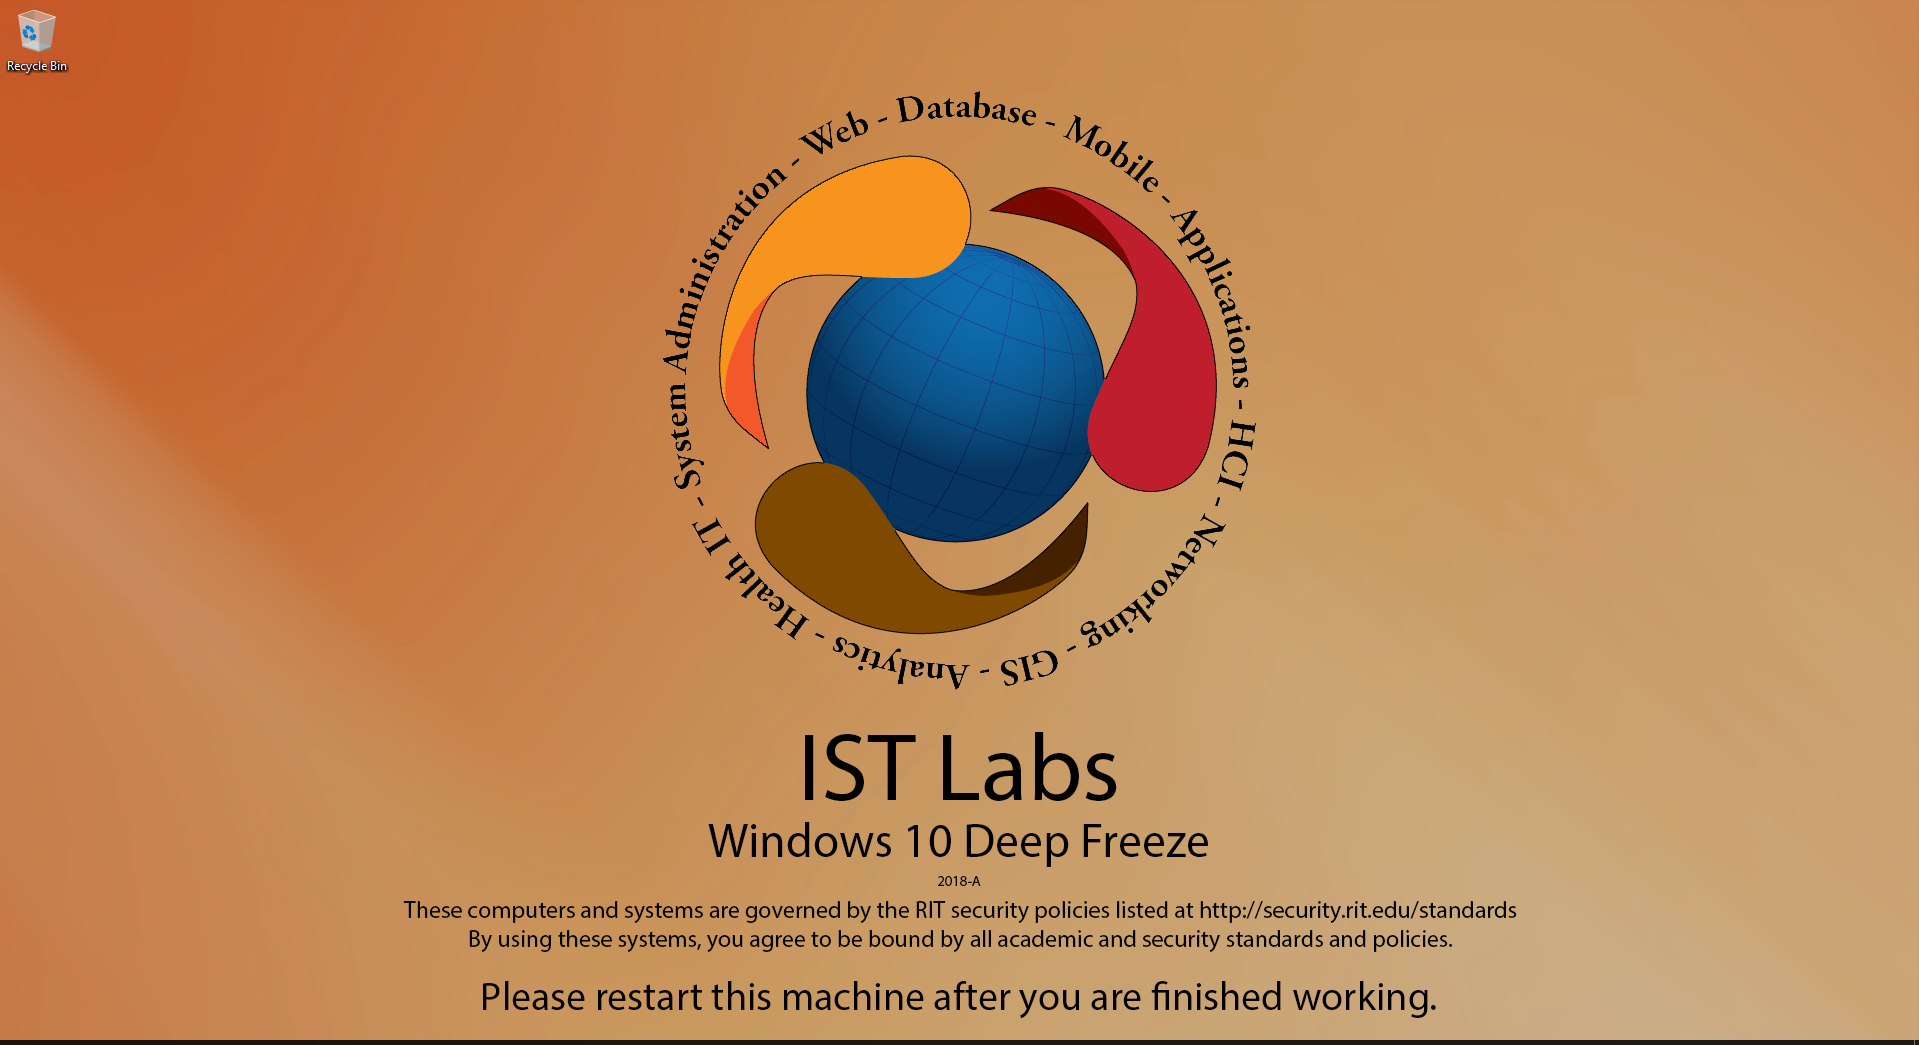 Recycle Bin
System Administration - Web - Database - Mobile - Applications - HCI - Networking - GIS - Analytics - Health IT -
IST Labs
Windows 10 Deep Freeze
2018-A
These computers and systems are governed by the RIT security policies listed at http://security.rit.edu/standards
By using these systems, you agree to be bound by all academic and security standards and policies.
Please restart this machine after you are finished working.